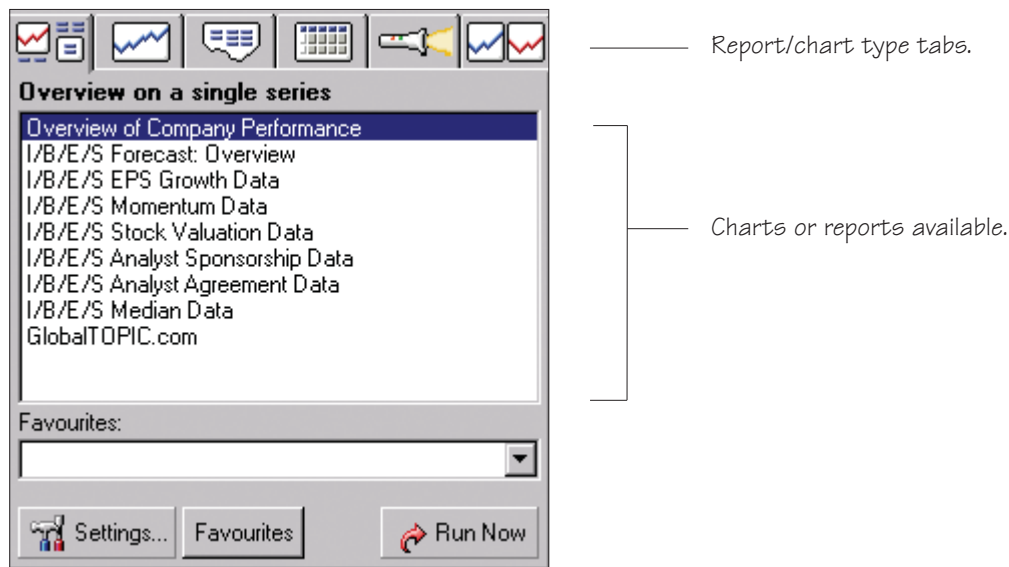 Report/chart type tabs.
Overview on a single series
Overview of Company Performance
I/B/E/S Forecast: Overview
I/B/E/S EPS Growth Data
I/B/E/S Momentum Data
I/B/E/S Stock Valuation Data
I/B/E/S Analyst Sponsorship Data
I/B/E/S Analyst Agreement Data
I/B/E/S Median Data
GlobalTOPIC.com
Charts or reports available.
Favourites:
Settings...
Favourites
Run Now